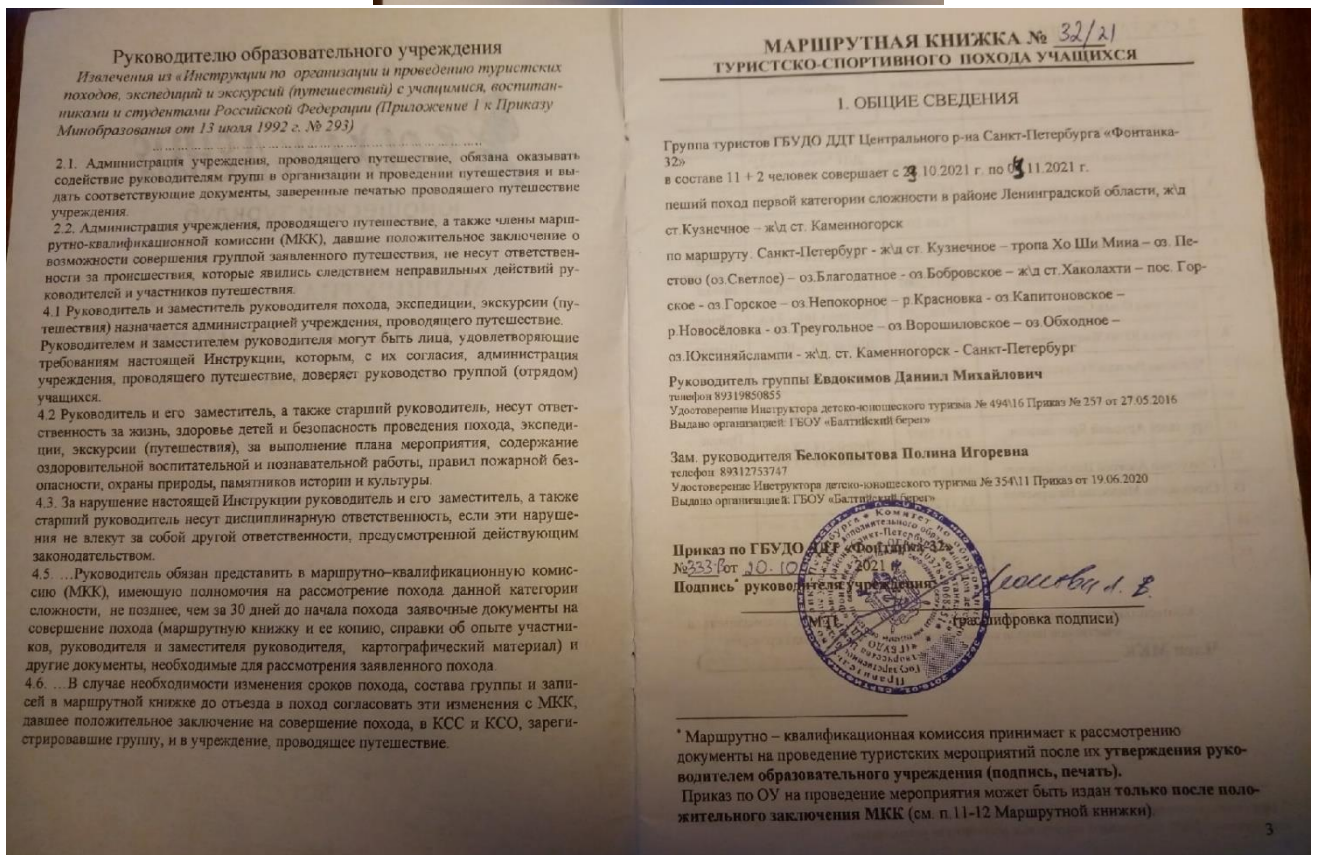 Руководителю образовательного учреждения
Извлечения из «Инструкции по организации и проведению туристских
походов, экспедиций и экскурсий (путешествий) с учащимися, воспитан-
никами и студентами Российской Федерации (Приложение 1 к Приказу
Минобразования от 13 июля 1992 г. № 293)
2.1. Администрация учреждения, проводящего путешествие, обязана оказывать
содействие руководителям групп в организации и проведении путешествия и вы-
дать соответствующие документы, заверенные печатью проводящего путешествие
учреждения.
2.2. Администрация учреждения, проводящего путешествие, а также члены марш-
рутно-квалификационной комиссии (МКК), давшие положительное заключение о
возможности совершения группой заявленного путешествия, не несут ответствен-
ности за происшествия, которые явились следствием неправильных действий ру-
ководителей и участников путешествия.
4.1 Руководитель и заместитель руководителя похода, экспедиции, экскурсии (пу-
тешествия) назначается администрацией учреждения, проводящего путешествие.
Руководителем и заместителем руководителя могут быть лица, удовлетворяющие
требованиям настоящей Инструкции, которым, с их согласия, администрация
учреждения, проводящего путешествие, доверяет руководство группой (отрядом)
учащихся.
4.2 Руководитель и его заместитель, а также старший руководитель, несут ответ-
ственность за жизнь, здоровье детей и безопасность проведения похода, экспеди-
ции, экскурсии (путешествия), за выполнение плана мероприятия, содержание
оздоровительной воспитательной и познавательной работы, правил пожарной без-
опасности, охраны природы, памятников истории и культуры.
4.3. За нарушение настоящей Инструкции руководитель и его заместитель, а также
старший руководитель несут дисциплинарную ответственность, если эти наруше-
ния не влекут за собой другой ответственности, предусмотренной действующим
законодательством.
4.5. …Руководитель обязан представить в маршрутно–квалификационную комис-
сию (МКК), имеющую полномочия на рассмотрение похода данной категории
сложности, не позднее, чем за 30 дней до начала похода заявочные документы на
совершение похода (маршрутную книжку и ее копию, справки об опыте участни-
ков, руководителя и заместителя руководителя, картографический материал) и
другие документы, необходимые для рассмотрения заявленного похода.
4.6. …В случае необходимости изменения сроков похода, состава группы и запи-
сей в маршрутной книжке до отъезда в поход согласовать эти изменения с МКК,
давшее положительное заключение на совершение похода, в КСС и КСО, зареги-
стрировавшие группу, и в учреждение, проводящее путешествие.
МАРШРУТНАЯ КНИЖКА № 32/21
ТУРИСТСКО-СПОРТИВНОГО ПОХОДА УЧАЩИХСЯ
1. ОБЩИЕ СВЕДЕНИЯ
Группа туристов ГБУДО ДДТ Центрального р-на Санкт-Петербурга «Фонтанка-
32»
в составе 11 + 2 человек совершает с 10.2021 г. по 11.2021 г.
пеший поход первой категории сложности в районе Ленинградской области, ж\д
ст.Кузнечное – ж\д ст. Каменногорск
по маршруту. Санкт-Петербург - ж\д ст. Кузнечное – тропа Хо Ши Мина – оз. Пе-
стово (оз.Светлое) – оз.Благодатное - оз.Бобровское – ж\д ст.Хаколахти – пос. Гор-
ское - оз.Горское – оз.Непокорное – р.Красновка - оз.Капитоновское –
р.Новосёловка - оз.Треугольное – оз.Ворошиловское – оз.Обходное –
оз.Юксиняйслампи - ж\д. ст. Каменногорск - Санкт-Петербург
Руководитель группы Евдокимов Даниил Михайлович
телефон 89319850855
Удостоверение Инструктора детско-юношеского туризма № 494\16 Приказ № 257 от 27.05.2016
Выдано организацией: ГБОУ «Балтийский берег»
Зам. руководителя Белокопытова Полина Игоревна
телефон 89312753747
Удостоверение Инструктора детско-юношеского туризма № 354\11 Приказ от 19.06.2020
Выдано организацией: ГБОУ «Балтийский берег»
Приказ по ГБУДО ДДТ «Фонтанка-32»
№ от 20.10 2021 г.
Подпись* руководителя учреждения
(расшифровка подписи)
* Маршрутно – квалификационная комиссия принимает к рассмотрению
документы на проведение туристских мероприятий после их утверждения руко-
водителем образовательного учреждения (подпись, печать).
Приказ по ОУ на проведение мероприятия может быть издан только после поло-
жительного заключения МКК (см. п.11-12 Маршрутной книжки).
3